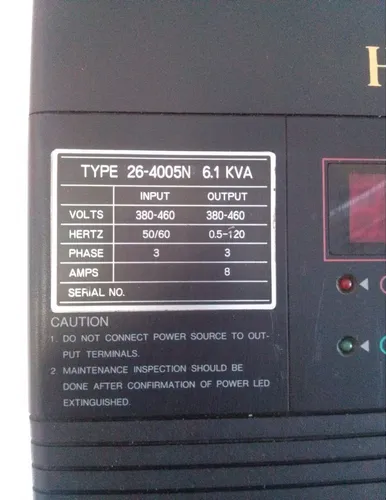 H
TYPE 26-4005N 6.1 KVA
INPUT OUTPUT
VOLTS 380-460 380-460
HERTZ 50/60 0.5-120
PHASE 3 3
AMPS 8
SERIAL NO.
CAUTION
1. DO NOT CONNECT POWER SOURCE TO OUT-
PUT TERMINALS.
2 MAINTENANCE INSPECTION SHOULD BE
DONE AFTER CONFIRMATION OF POWER LED
EXTINGUISHED.